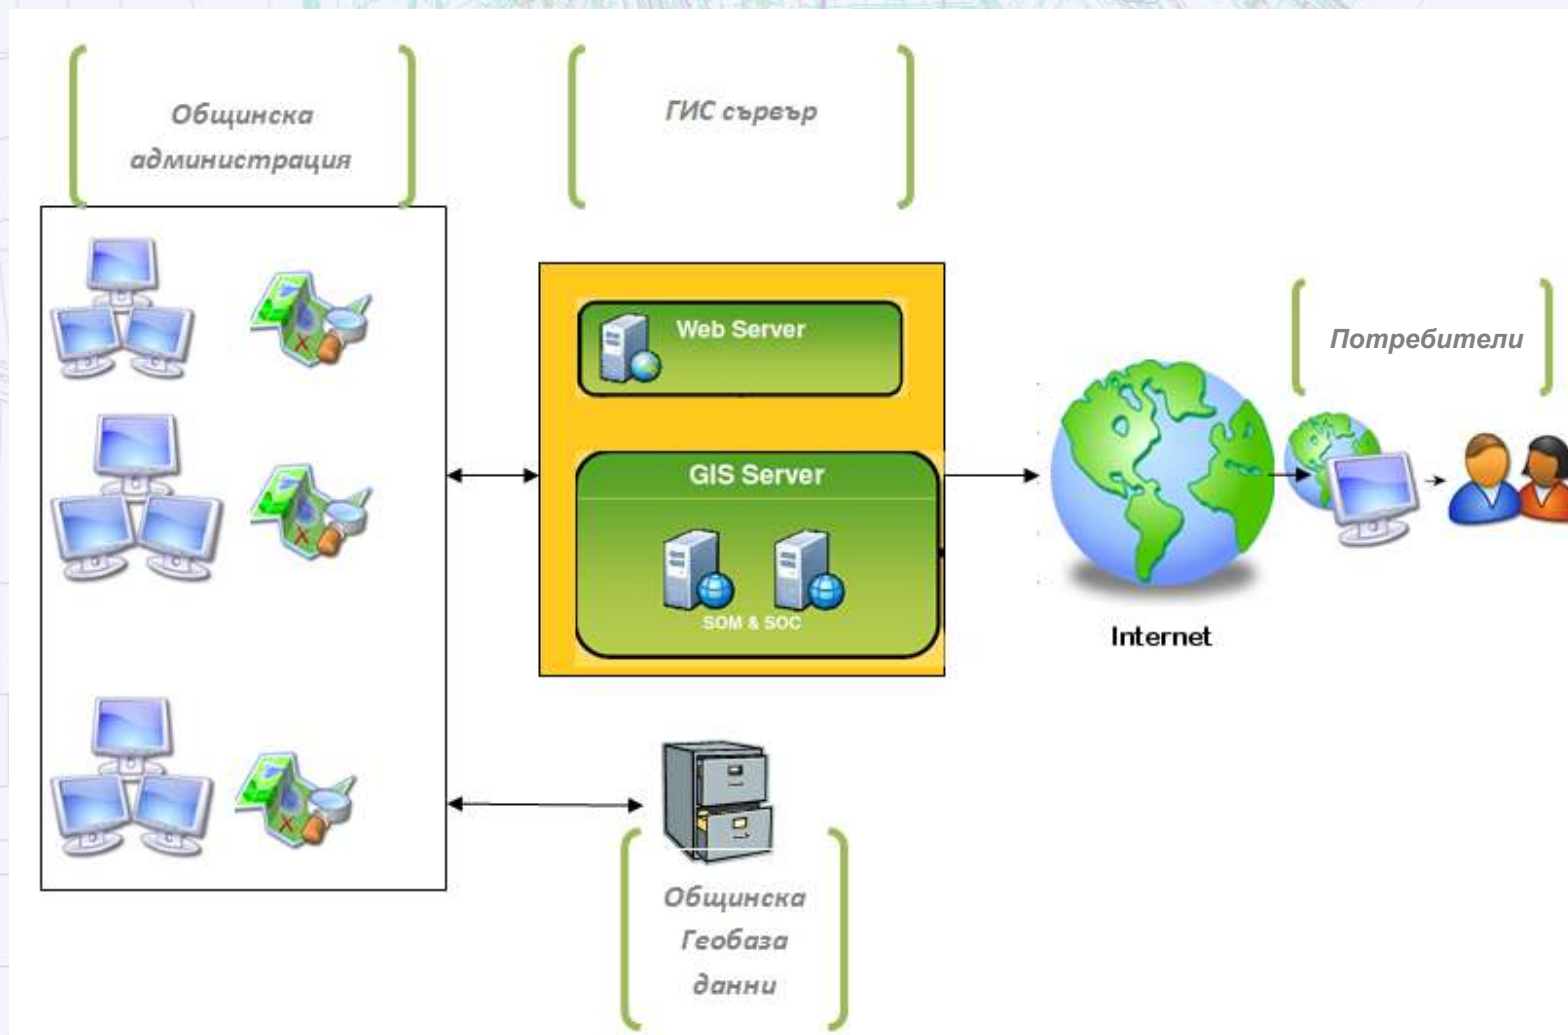 Общинска
администрация
ГИС сървър
Web Server
GIS Server
SOM & SOC
Потребители
Internet
Общинска
Геобаза
данни